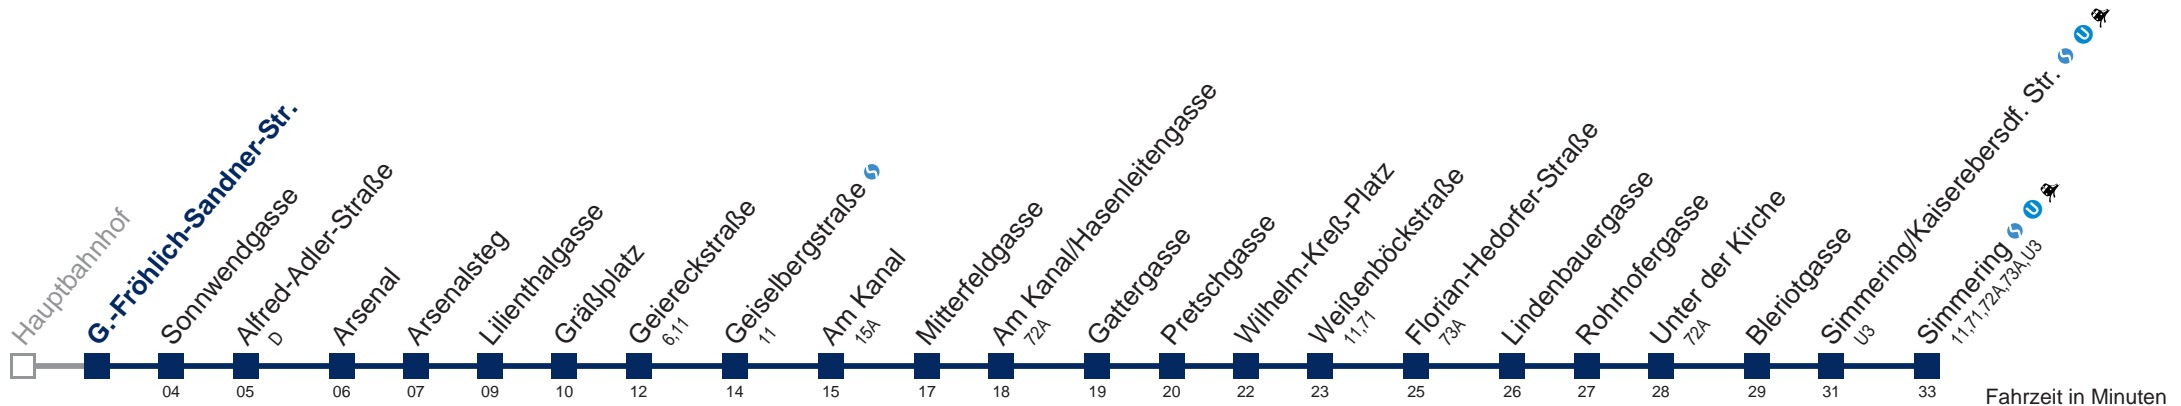 Hauptbahnhof
G.-Fröhlich-Sandner-Str.
Sonnwendgasse
04
Alfred-Adler-Straße
D
05
Arsenal
06
Arsenalsteg
07
Lilienthalgasse
09
Gräßlplatz
10
Geiereckstraße
6,11
12
Geiselbergstraße S
11
14
Am Kanal
15A
15
Mitterfeldgasse
17
Am Kanal/Hasenleitengasse
72A
18
Gattergasse
19
Pretschgasse
20
Wilhelm-Kreß-Platz
22
Weißenböckstraße
11,71
23
Florian-Hedorfer-Straße
73A
25
Lindenbauergasse
26
Rohrhofergasse
27
Unter der Kirche
72A
28
Bleriotgasse
29
Simmering/Kaiserebersdf. Str. S U
U3
31
Simmering S U
11,71,72A,73A,U3
33
Fahrzeit in Minuten